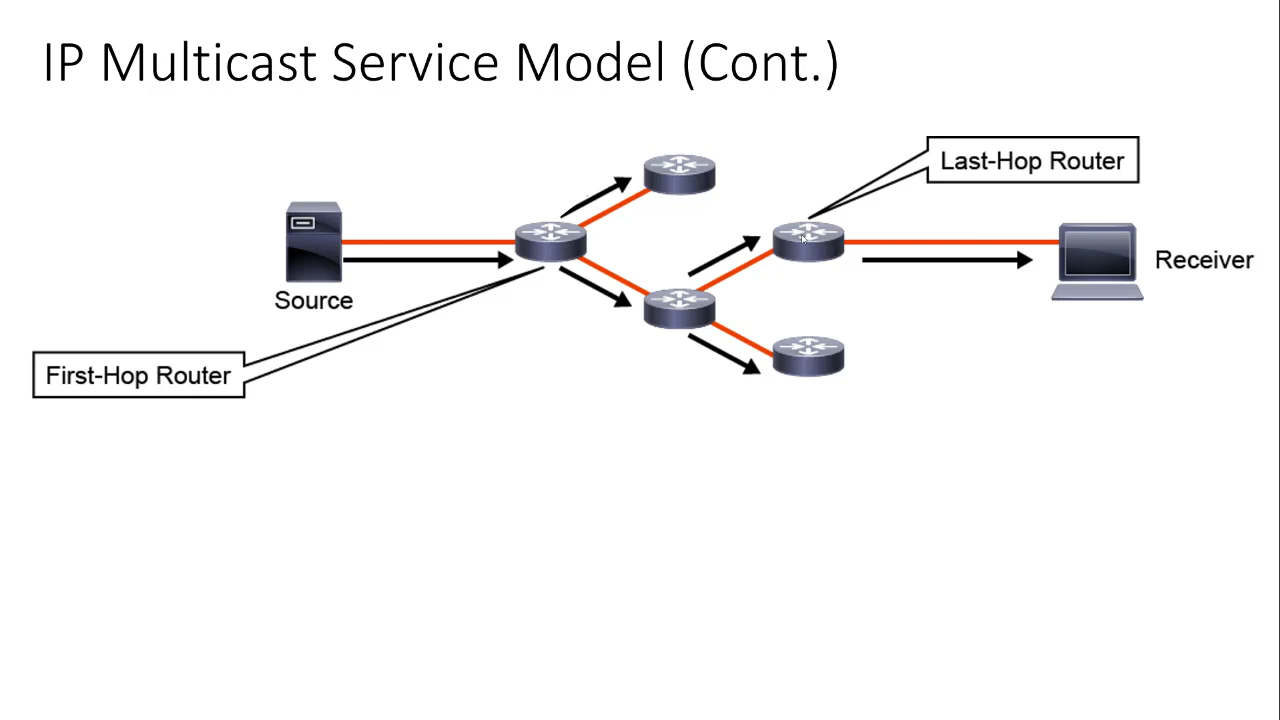 IP Multicast Service Model (Cont.)
Last-Hop Router
Source
Receiver
First-Hop Router